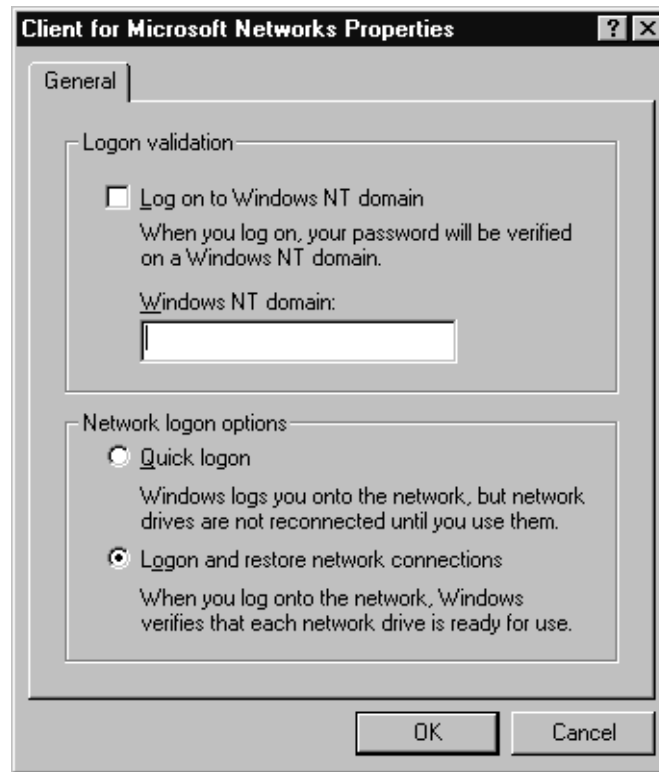 Client for Microsoft Networks Properties
General
Logon validation
Log on to Windows NT domain
When you log on, your password will be verified
on a Windows NT domain.
Windows NT domain:
Network logon options
Quick logon
Windows logs you onto the network, but network
drives are not reconnected until you use them.
Logon and restore network connections
When you log onto the network, Windows
verifies that each network drive is ready for use.
OK Cancel